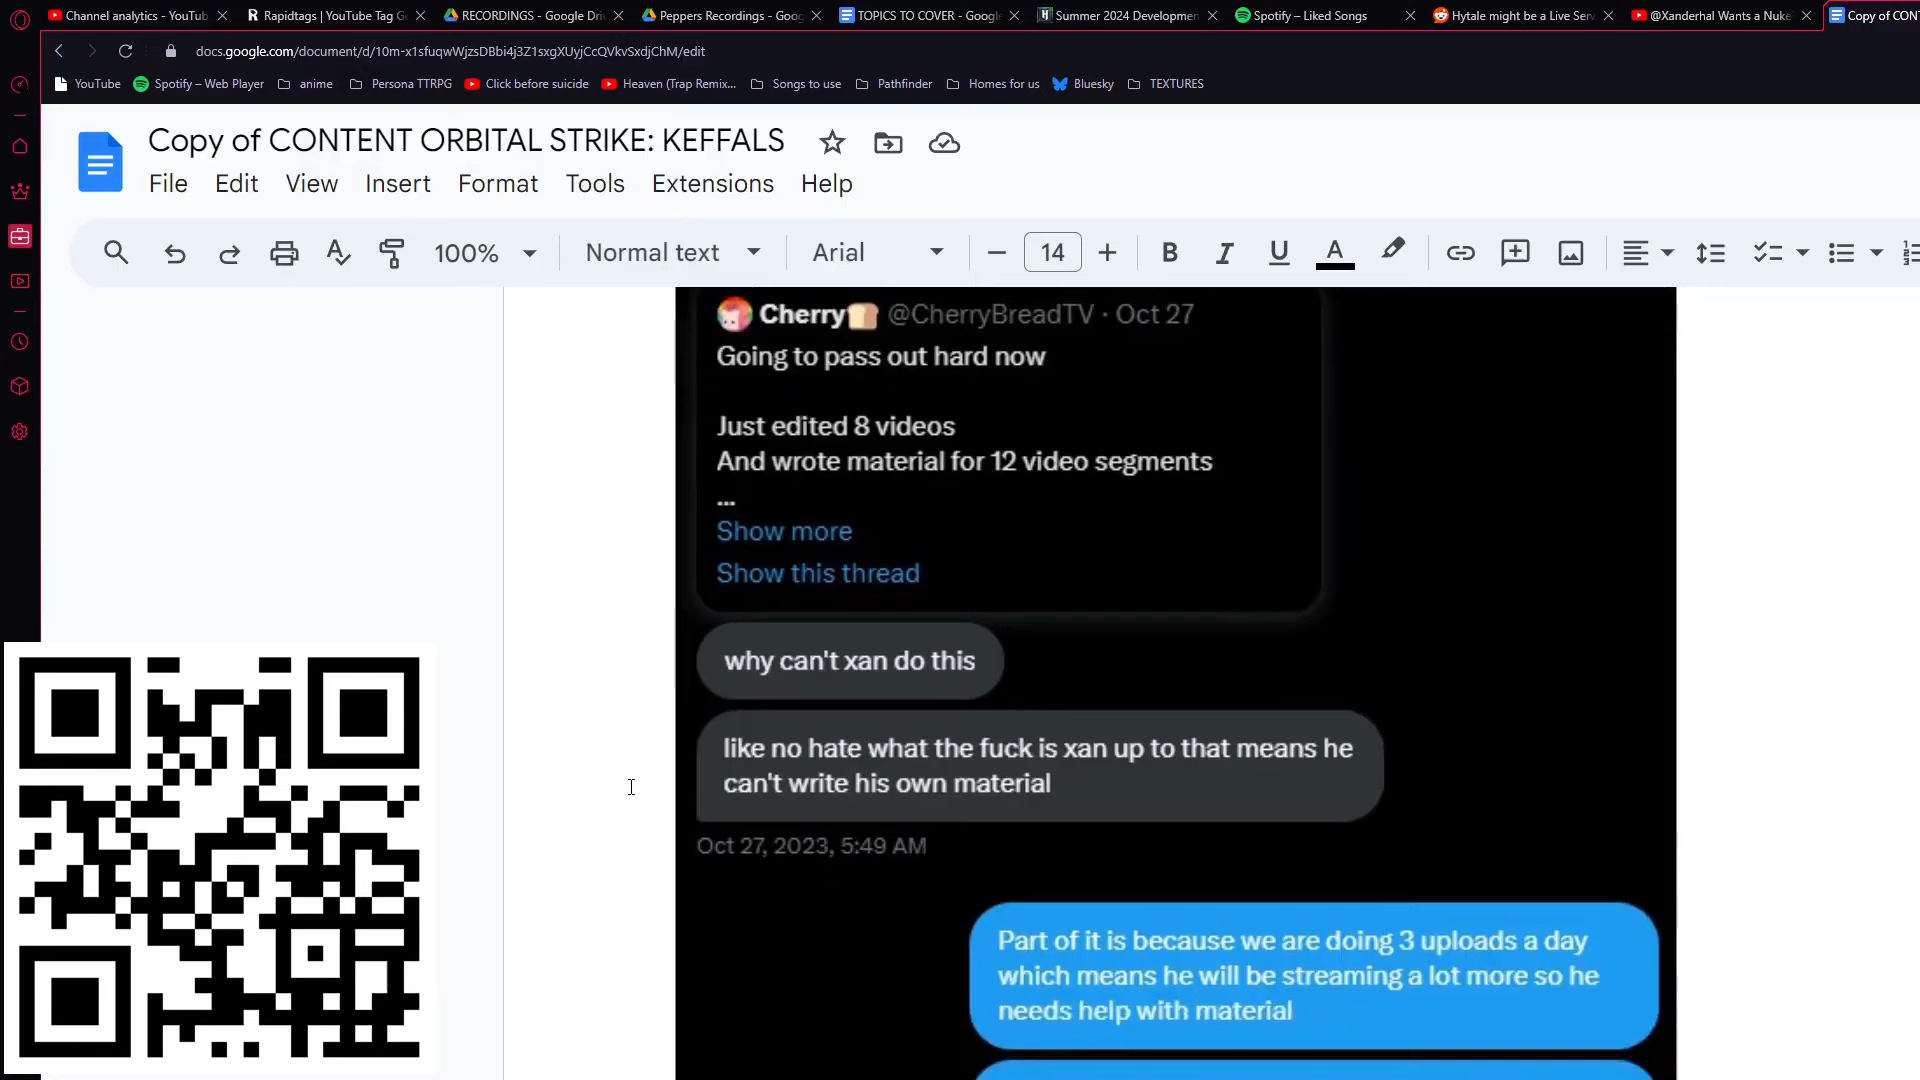 Channel analytics - YouTub
Rapidtags | YouTube Tag G
RECORDINGS - Google Dri
Peppers Recordings - Goog
TOPICS TO COVER - Google
Summer 2024 Developmen
Spotify – Liked Songs
Hytale might be a Live Ser
@Xanderhal Wants a Nuke
Copy of CONT
docs.google.com/document/d/10m-x1sfuqwWjzsDBbi4j3Z1sxgXUyjCcQVkvSxdjChM/edit
YouTube
Spotify – Web Player
anime
Persona TTRPG
Click before suicide
Heaven (Trap Remix...
Songs to use
Pathfinder
Homes for us
Bluesky
TEXTURES
Copy of CONTENT ORBITAL STRIKE: KEFFALS
File Edit View Insert Format Tools Extensions Help
100% Normal text Arial 14 B I U A
Cherry @CherryBreadTV · Oct 27
Going to pass out hard now
Just edited 8 videos
And wrote material for 12 video segments
...
Show more
Show this thread
why can't xan do this
like no hate what the fuck is xan up to that means he
can't write his own material
Oct 27, 2023, 5:49 AM
Part of it is because we are doing 3 uploads a day
which means he will be streaming a lot more so he
needs help with material